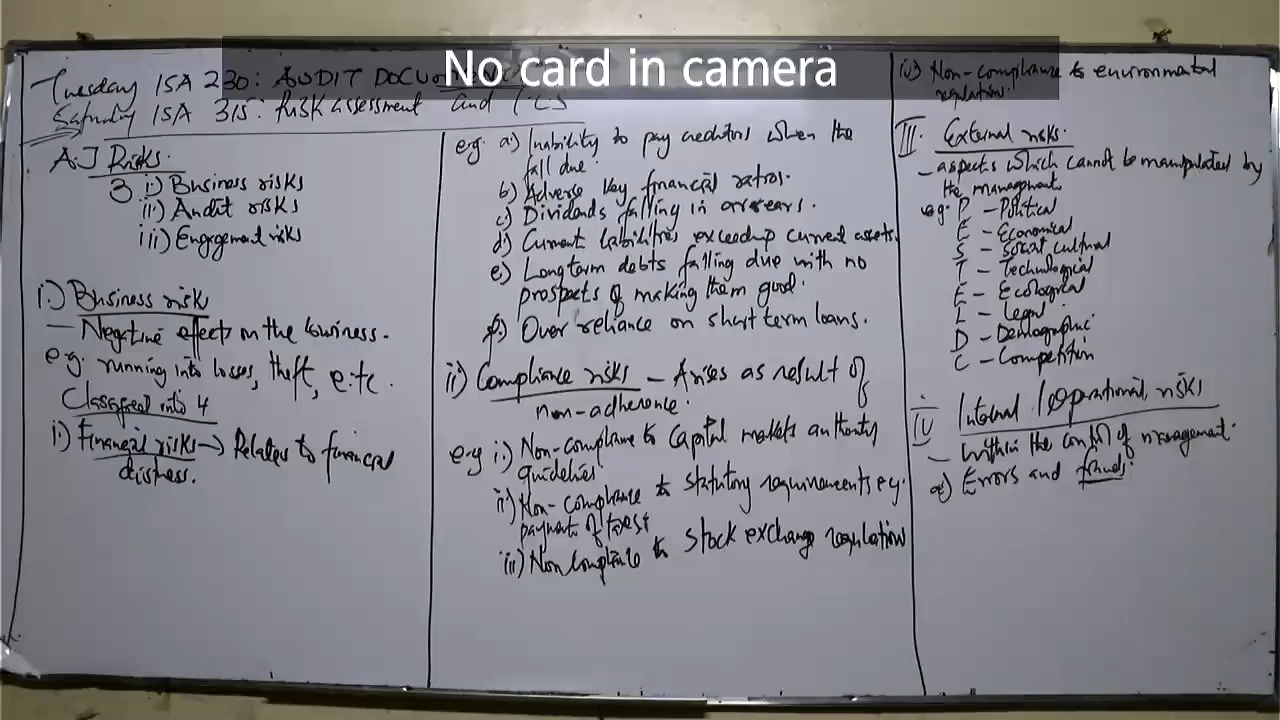 No card in camera
Tuesday ISA 230: AUDIT
Saturday ISA 315: RISK Assessment and ICS
A.] Risks.
3 i) Business risks
ii) Audit risks
iii) Engagement risks
i.) Business risk
- Negative effects on the business.
e.g. running into losses, theft, e.t.c.
Classified into 4
i.) Financial risks → Relates to financial
distress.
e.g. a) Inability to pay creditors when the
fall due
b) Adverse key financial ratios.
c) Dividends falling in arrears.
d) Current liabilities exceeding current assets.
e) Longterm debts falling due with no
prospects of making them good.
f.) Over reliance on short term loans.
ii) Compliance risks - Arises as result of
non-adherence.
e.g i.) Non-compliance to Capital markets authority
guidelines
ii) Non-compliance to statutory requirements e.g.
payment of taxes
iii) Non compliance to stock exchange regulation
iv) Non-compliance to environmental
regulation.
III. External risks.
- aspects which cannot be manipulated by
the management
e.g. P - Political
E - Economical
S - Social cultural
T - Technological
E - Ecological
L - Legal
D - Demographic
C - Competition
IV Internal / operational risks
- Within the control of management.
a) Errors and frauds.